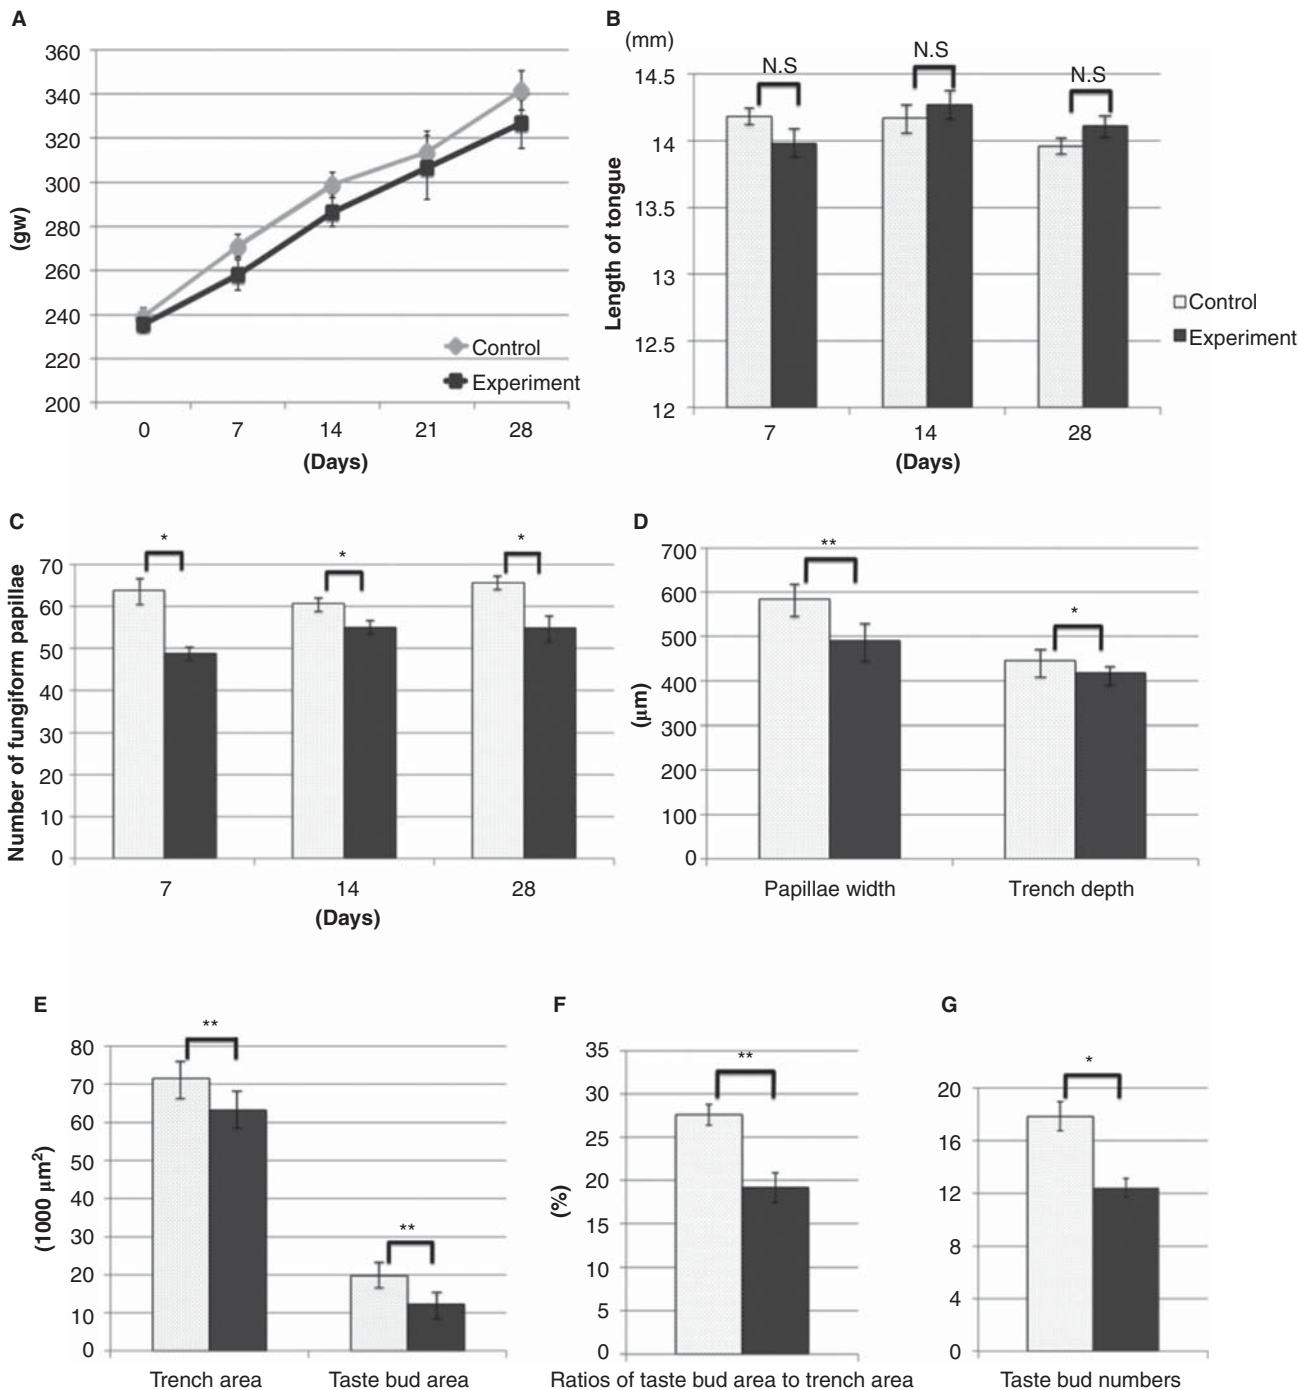 A
360
340
320
300
280
260
240
220
200
(gw)
0 7 14 21 28
(Days)
Control
Experiment
B
(mm)
14.5
14
13.5
13
12.5
12
Length of tongue
N.S
N.S
N.S
7 14 28
(Days)
Control
Experiment
C
70
60
50
40
30
20
10
0
Number of fungiform papillae
*
*
*
7 14 28
(Days)
D
700
600
500
400
300
200
100
0
(μm)
**
*
Papillae width Trench depth
E
80
70
60
50
40
30
20
10
0
(1000 μm²)
**
**
Trench area Taste bud area
F
35
30
25
20
15
10
5
0
(%)
**
Ratios of taste bud area to trench area
G
20
16
12
8
4
0
*
Taste bud numbers